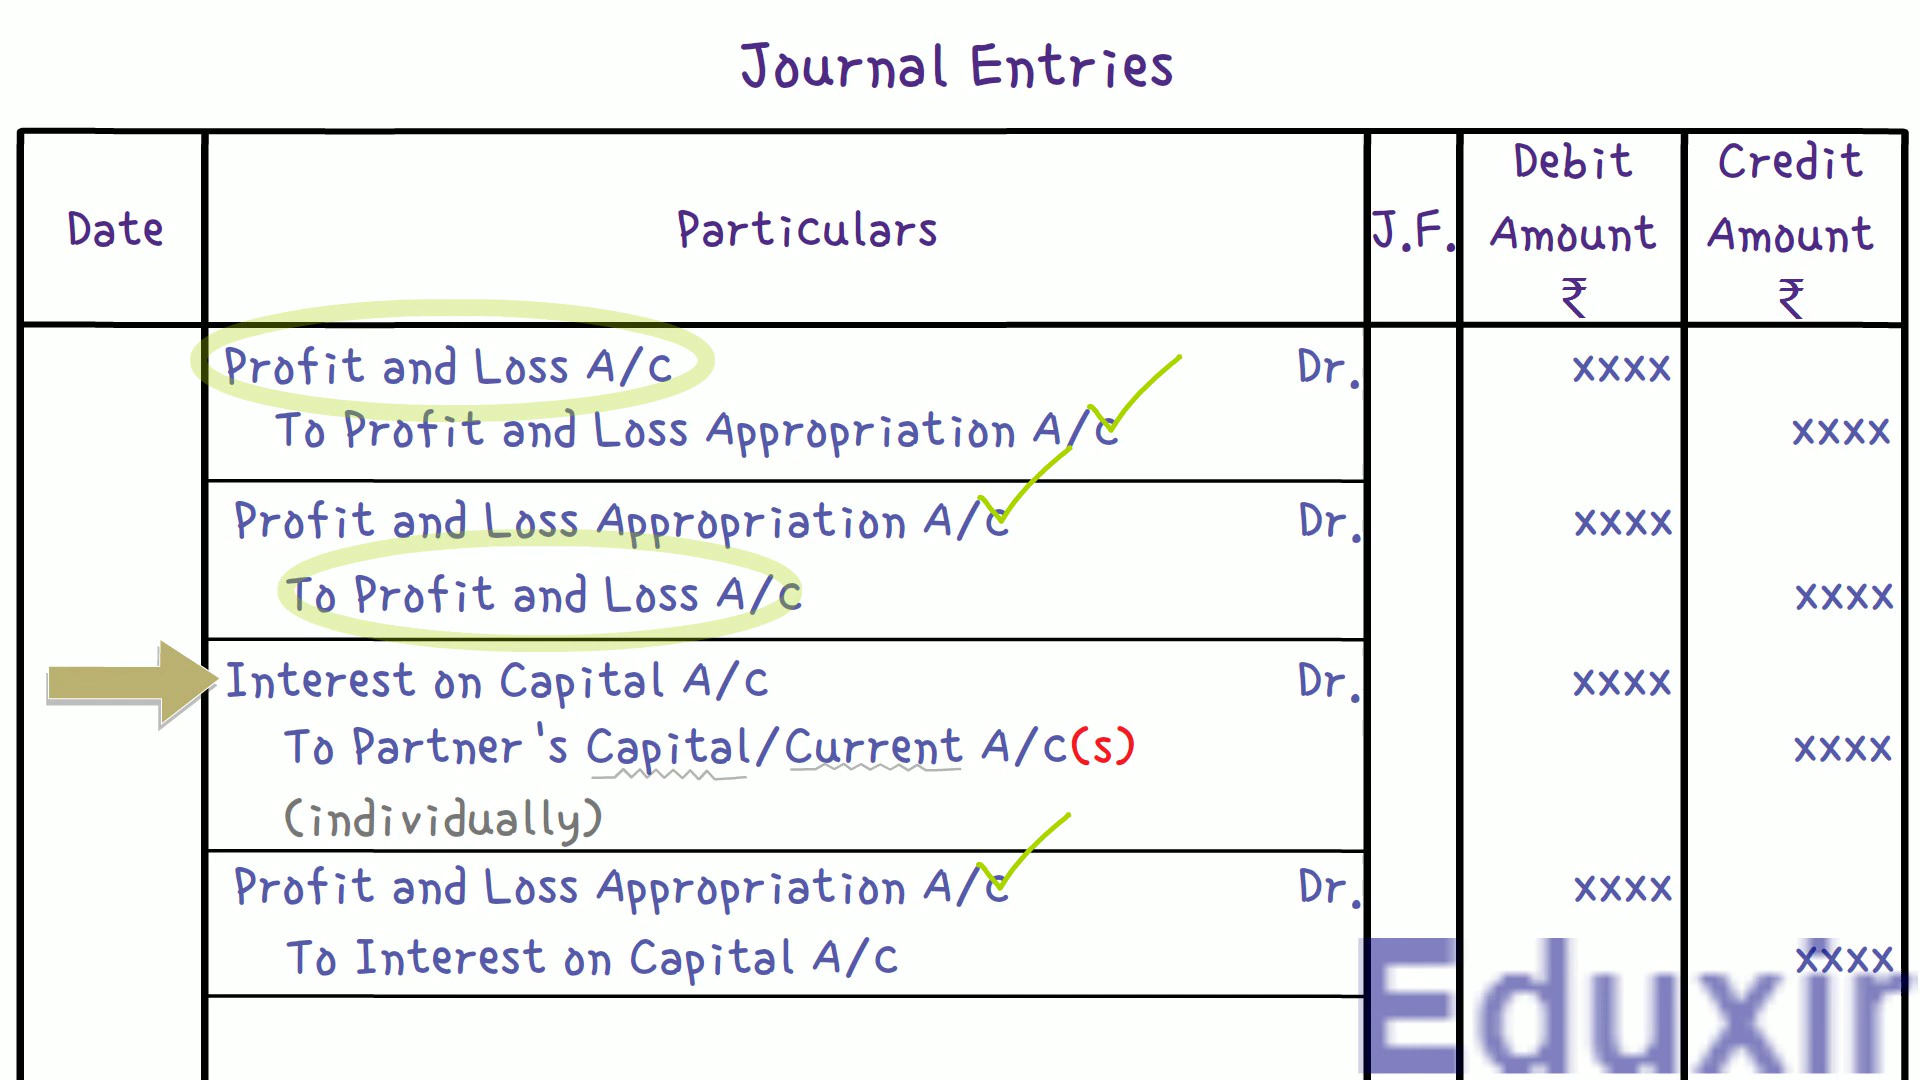 Journal Entries
Date Particulars J.F. Debit Amount ₹ Credit Amount ₹
Profit and Loss A/c Dr. xxxx
To Profit and Loss Appropriation A/c xxxx
Profit and Loss Appropriation A/c Dr. xxxx
To Profit and Loss A/c xxxx
Interest on Capital A/c Dr. xxxx
To Partner's Capital/Current A/c(s) xxxx
(individually)
Profit and Loss Appropriation A/c Dr. xxxx
To Interest on Capital A/c xxxx
Eduxir